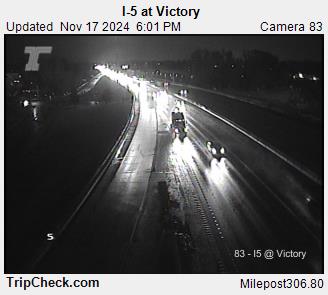 I-5 at Victory
Updated Nov 17 2024 6:01 PM Camera 83
T
S
83 - I5 @ Victory
TripCheck.com Milepost306.80